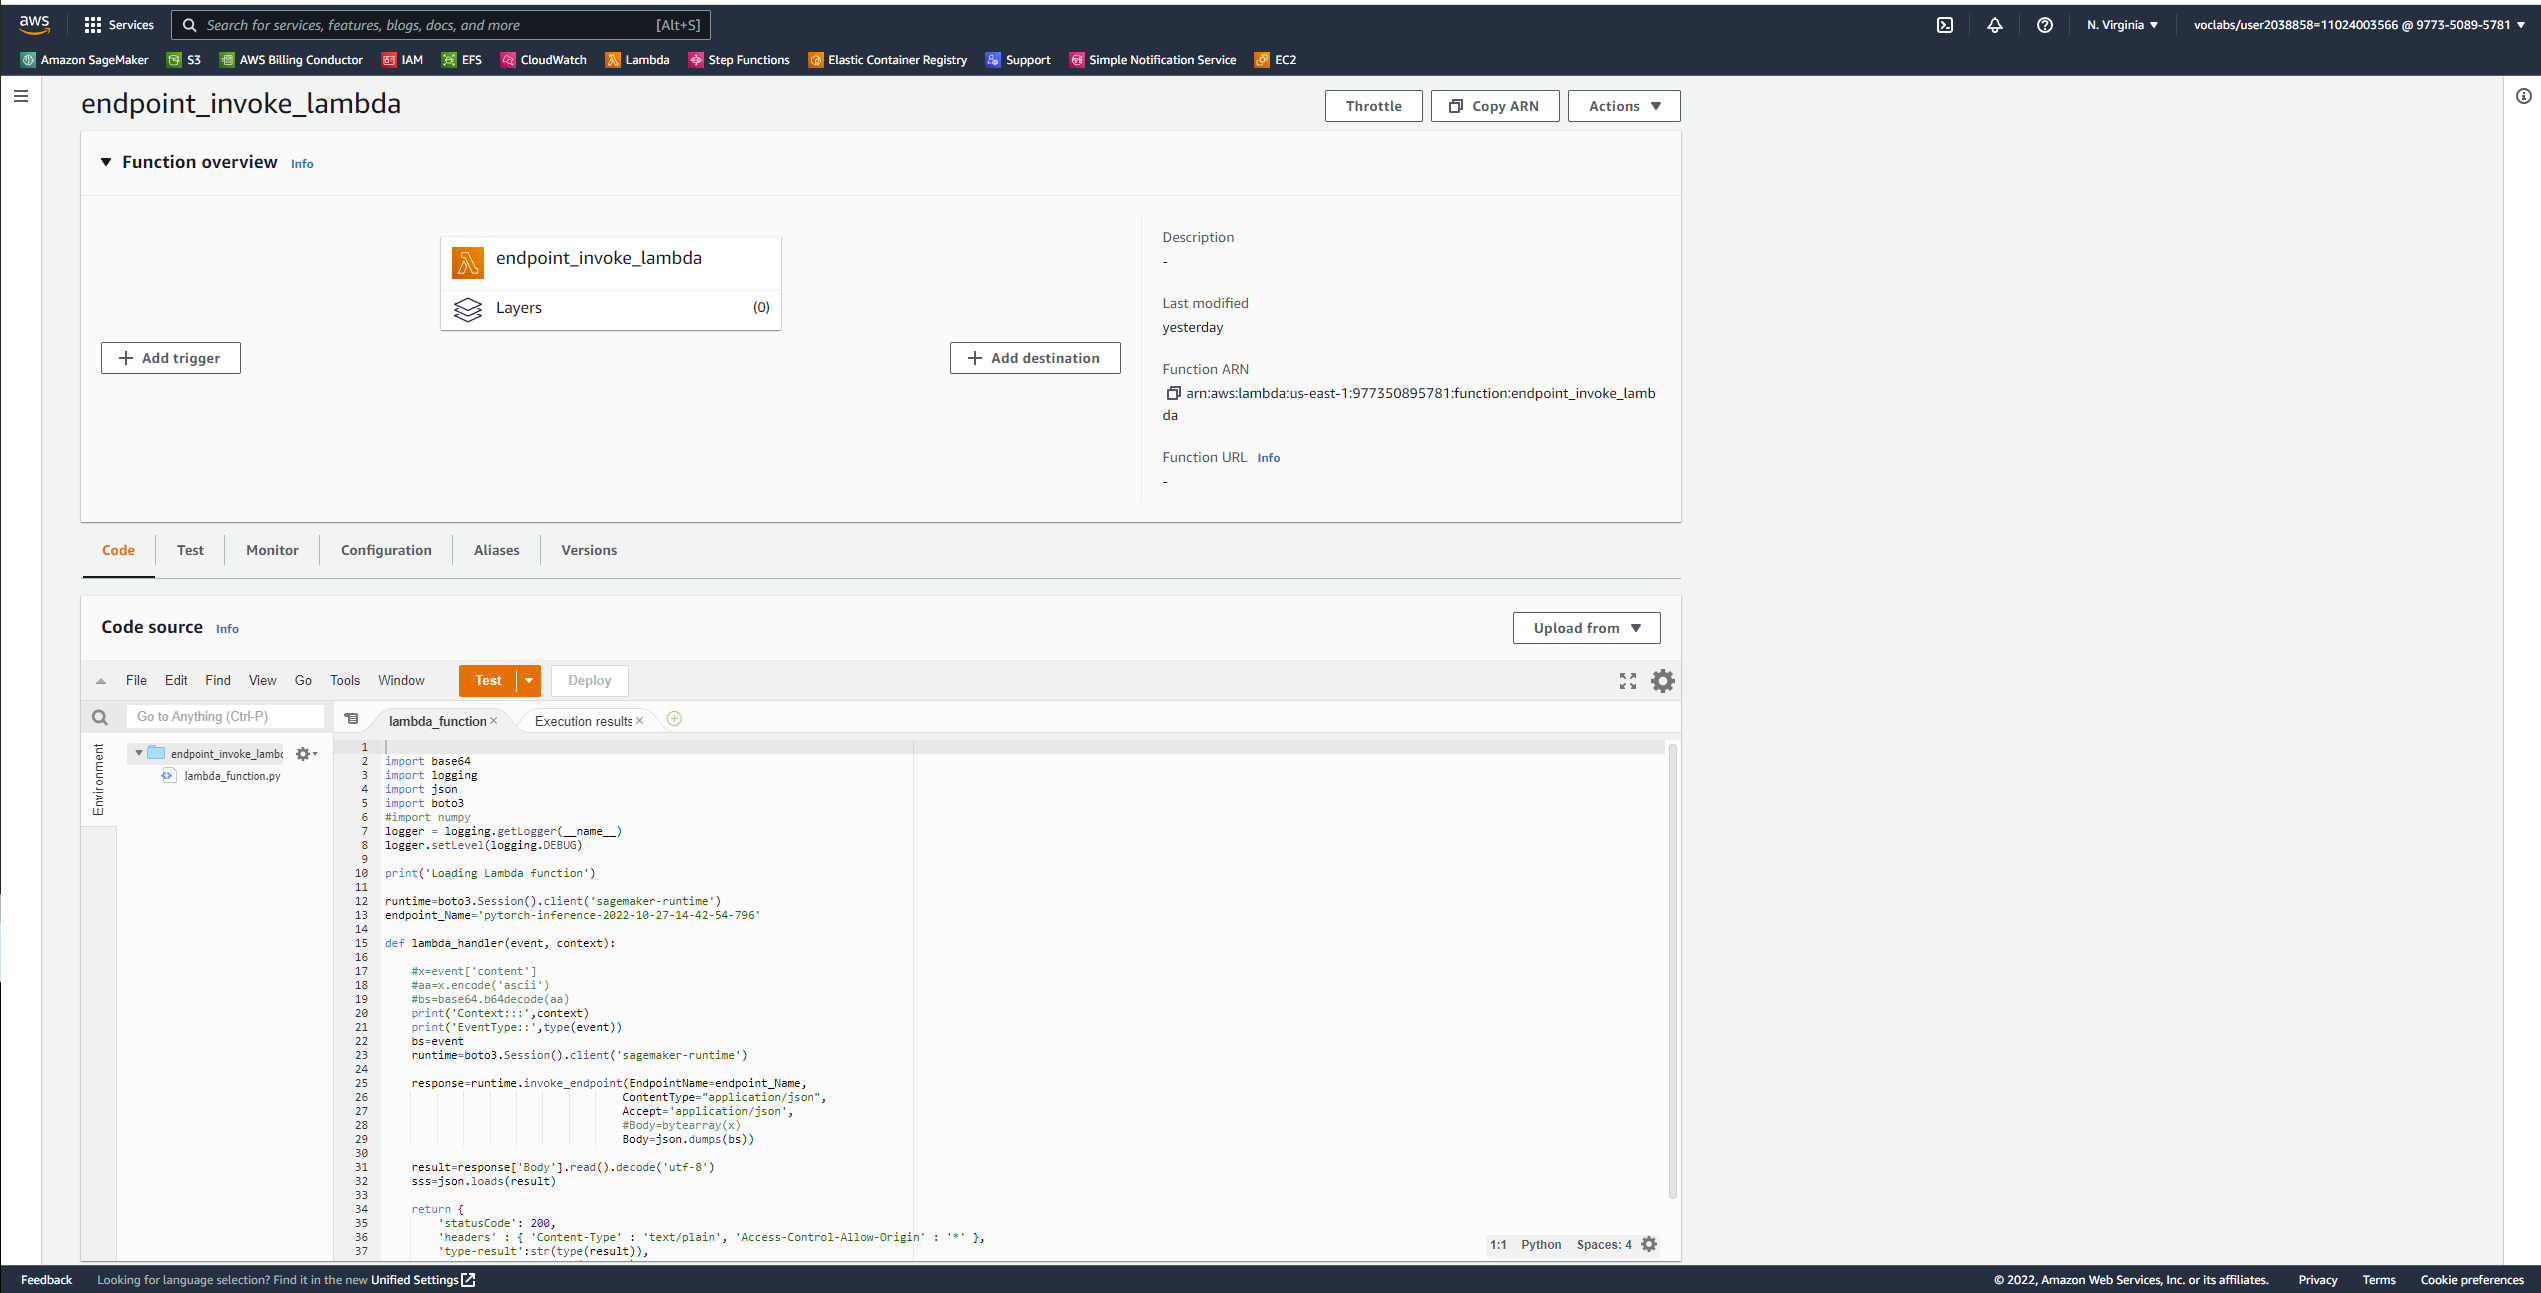 aws Services Search for services, features, blogs, docs, and more [Alt+S] N. Virginia voclabs/user2038858=11024003566 @ 9773-5089-5781
Amazon SageMaker S3 AWS Billing Conductor IAM EFS CloudWatch Lambda Step Functions Elastic Container Registry Support Simple Notification Service EC2
endpoint_invoke_lambda Throttle Copy ARN Actions
Function overview Info
endpoint_invoke_lambda
Layers (0)
Add trigger
Add destination
Description
-
Last modified
yesterday
Function ARN
arn:aws:lambda:us-east-1:977350895781:function:endpoint_invoke_lamb
da
Function URL Info
-
Code Test Monitor Configuration Aliases Versions
Code source Info Upload from
File Edit Find View Go Tools Window Test Deploy
Go to Anything (Ctrl-P) lambda_function Execution results
Environment
endpoint_invoke_lambd
lambda_function.py
1
2 import base64
3 import logging
4 import json
5 import boto3
6 #import numpy
7 logger = logging.getLogger(__name__)
8 logger.setLevel(logging.DEBUG)
9
10 print('Loading Lambda function')
11
12 runtime=boto3.Session().client('sagemaker-runtime')
13 endpoint_Name='pytorch-inference-2022-10-27-14-42-54-796'
14
15 def lambda_handler(event, context):
16
17 #x=event['content']
18 #aa=x.encode('ascii')
19 #bs=base64.b64decode(aa)
20 print('Context:::',context)
21 print('EventType::',type(event))
22 bs=event
23 runtime=boto3.Session().client('sagemaker-runtime')
24
25 response=runtime.invoke_endpoint(EndpointName=endpoint_Name,
26 ContentType="application/json",
27 Accept='application/json',
28 #Body=bytearray(x)
29 Body=json.dumps(bs))
30
31 result=response['Body'].read().decode('utf-8')
32 sss=json.loads(result)
33
34 return {
35 'statusCode': 200,
36 'headers' : { 'Content-Type' : 'text/plain', 'Access-Control-Allow-Origin' : '*' },
37 'type-result':str(type(result)),
1:1 Python Spaces: 4
Feedback Looking for language selection? Find it in the new Unified Settings © 2022, Amazon Web Services, Inc. or its affiliates. Privacy Terms Cookie preferences